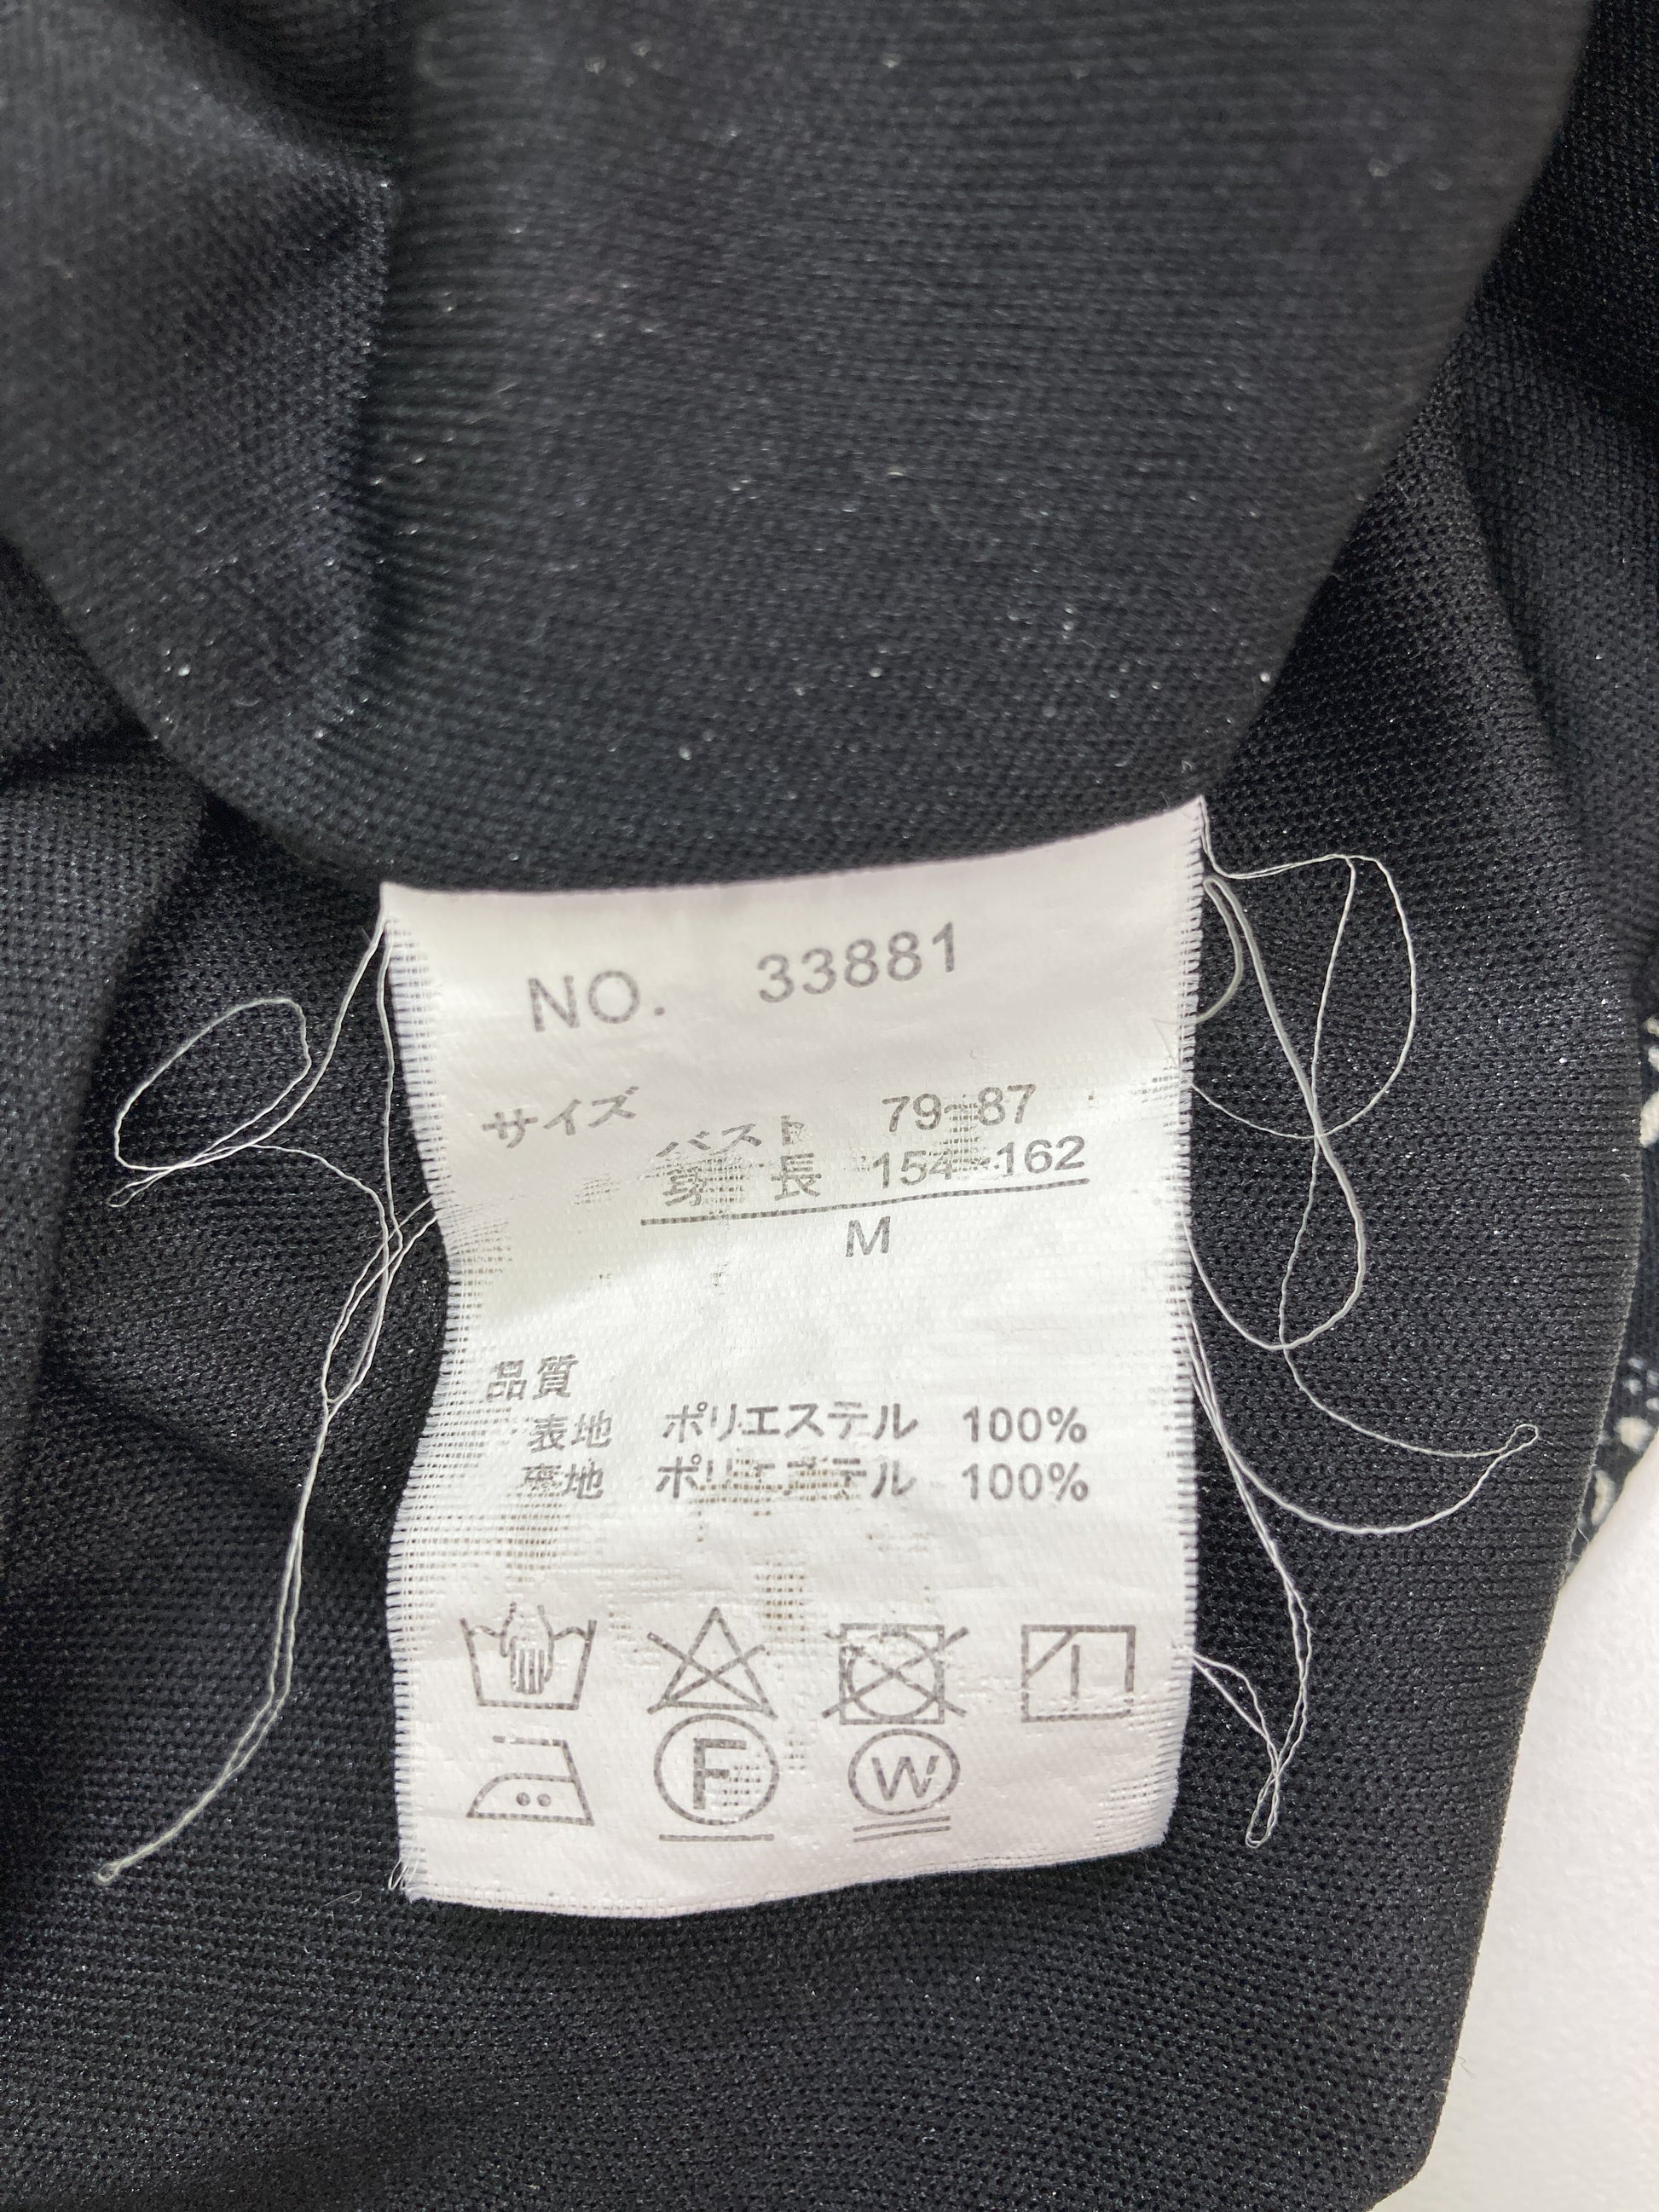 NO. 33881
サイズ
バスト 79~87
身 長 154~162
M
品質
表地 ポリエステル 100%
裏地 ポリエステル 100%
F W